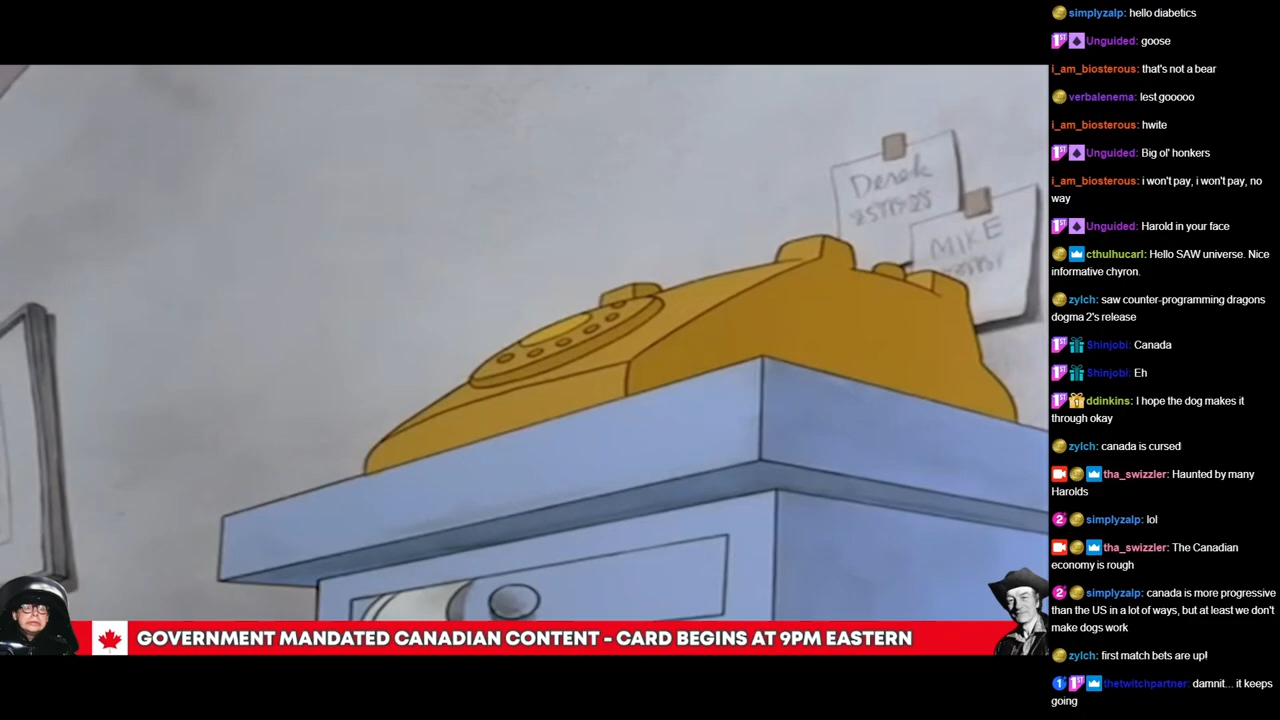 Derek
MIKE
GOVERNMENT MANDATED CANADIAN CONTENT - CARD BEGINS AT 9PM EASTERN
simplyzalp: hello diabetics
Unguided: goose
i_am_biosterous: that's not a bear
verbalenema: lest gooooo
i_am_biosterous: hwite
Unguided: Big ol' honkers
i_am_biosterous: i won't pay, i won't pay, no
way
Unguided: Harold in your face
cthulhucarl: Hello SAW universe. Nice
informative chyron.
zylch: saw counter-programming dragons
dogma 2's release
Shinjobi: Canada
Shinjobi: Eh
ddinkins: I hope the dog makes it
through okay
zylch: canada is cursed
tha_swizzler: Haunted by many
Harolds
2 simplyzalp: lol
tha_swizzler: The Canadian
economy is rough
2 simplyzalp: canada is more progressive
than the US in a lot of ways, but at least we don't
make dogs work
zylch: first match bets are up!
1 thetwitchpartner: damnit... it keeps
going